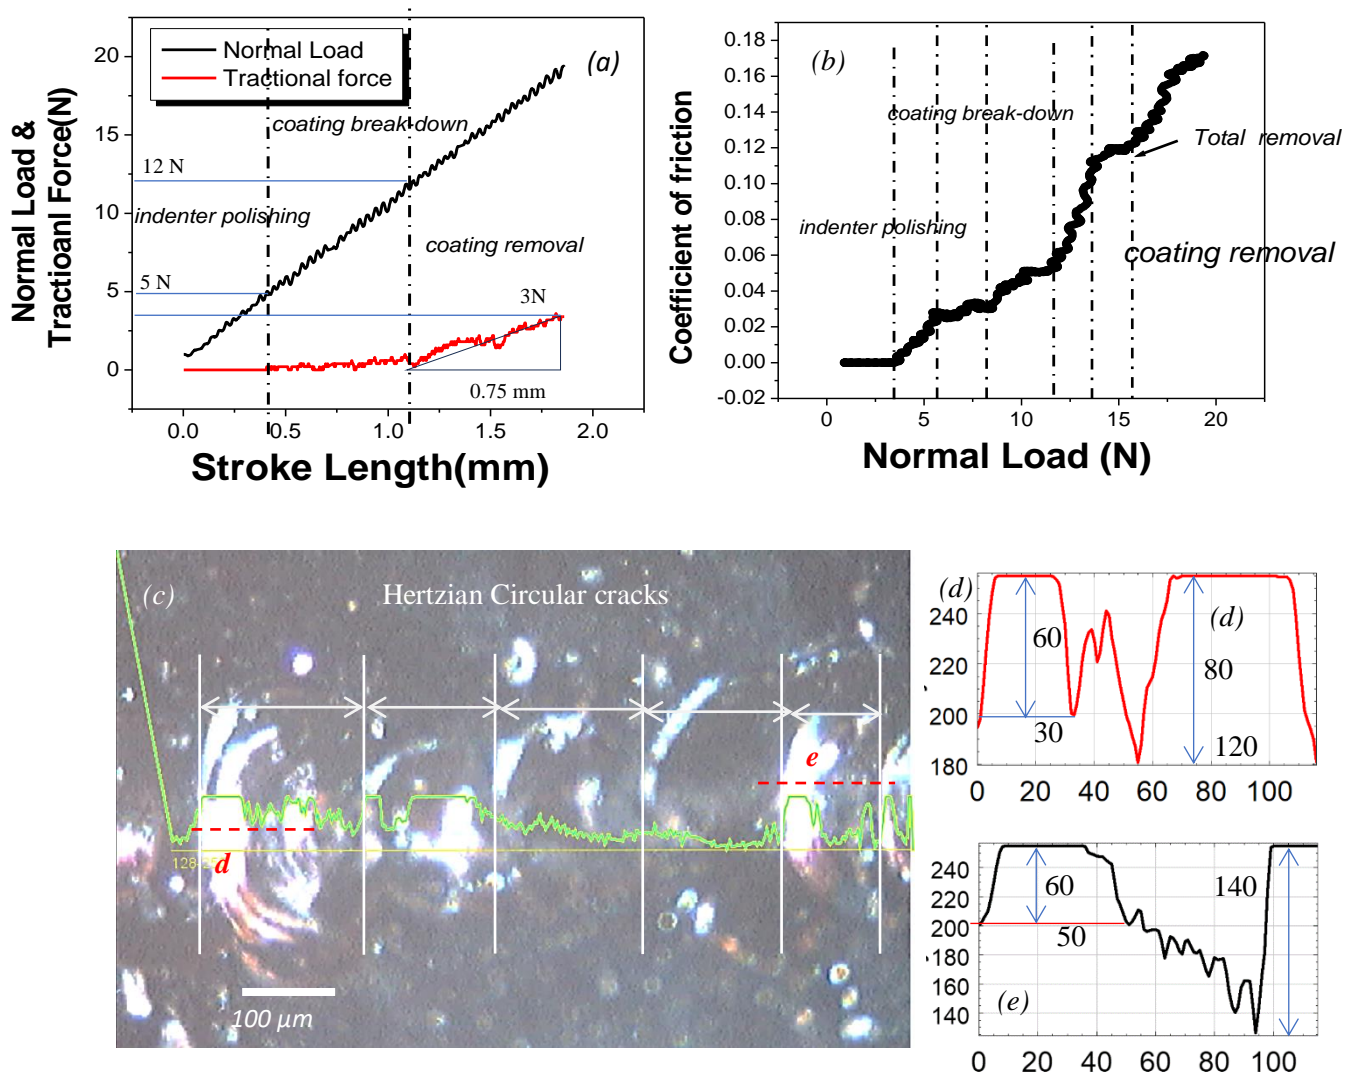 Normal Load
Tractional force
(a)
coating break-down
12 N
indenter polishing
coating removal
5 N
3N
0.75 mm
20
15
10
5
0
0.0
0.5
1.0
1.5
2.0
Normal Load &
Tractioanl Force(N)
Stroke Length(mm)
(b)
coating break-down
Total removal
indenter polishing
coating removal
0.18
0.16
0.14
0.12
0.10
0.08
0.06
0.04
0.02
0.00
-0.02
0
5
10
15
20
Coefficient of friction
Normal Load (N)
(c)
Hertzian Circular cracks
e
d
100 μm
(d)
(d)
60
80
30
120
240
220
200
180
0
20
40
60
80
100
60
140
50
(e)
240
220
200
180
160
140
0
20
40
60
80
100